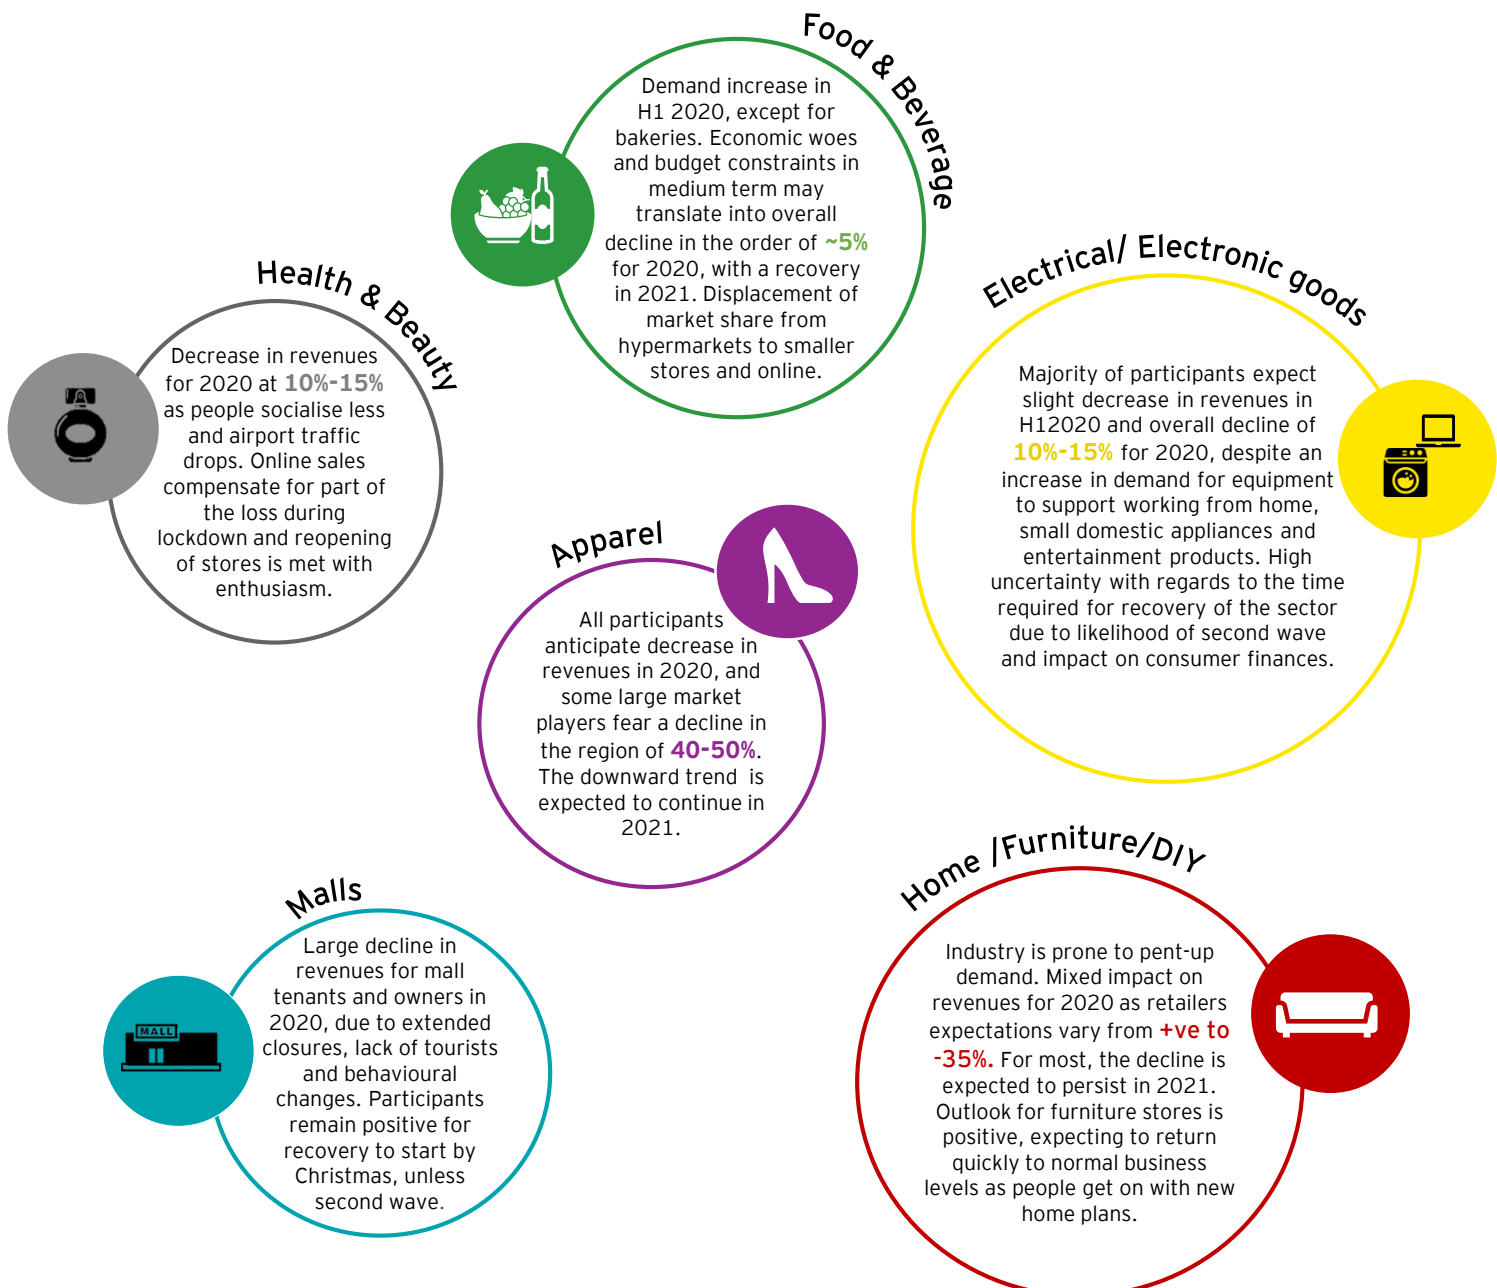 Food & Beverage
Demand increase in
H1 2020, except for
bakeries. Economic woes
and budget constraints in
medium term may
translate into overall
decline in the order of ~5%
for 2020, with a recovery
in 2021. Displacement of
market share from
hypermarkets to smaller
stores and online.
Health & Beauty
Decrease in revenues
for 2020 at 10%-15%
as people socialise less
and airport traffic
drops. Online sales
compensate for part of
the loss during
lockdown and reopening
of stores is met with
enthusiasm.
Electrical/ Electronic goods
Majority of participants expect
slight decrease in revenues in
H12020 and overall decline of
10%-15% for 2020, despite an
increase in demand for equipment
to support working from home,
small domestic appliances and
entertainment products. High
uncertainty with regards to the time
required for recovery of the sector
due to likelihood of second wave
and impact on consumer finances.
Apparel
All participants
anticipate decrease in
revenues in 2020, and
some large market
players fear a decline in
the region of 40-50%.
The downward trend is
expected to continue in
2021.
Malls
MALL
Large decline in
revenues for mall
tenants and owners in
2020, due to extended
closures, lack of tourists
and behavioural
changes. Participants
remain positive for
recovery to start by
Christmas, unless
second wave.
Home /Furniture/DIY
Industry is prone to pent-up
demand. Mixed impact on
revenues for 2020 as retailers
expectations vary from +ve to
-35%. For most, the decline is
expected to persist in 2021.
Outlook for furniture stores is
positive, expecting to return
quickly to normal business
levels as people get on with new
home plans.